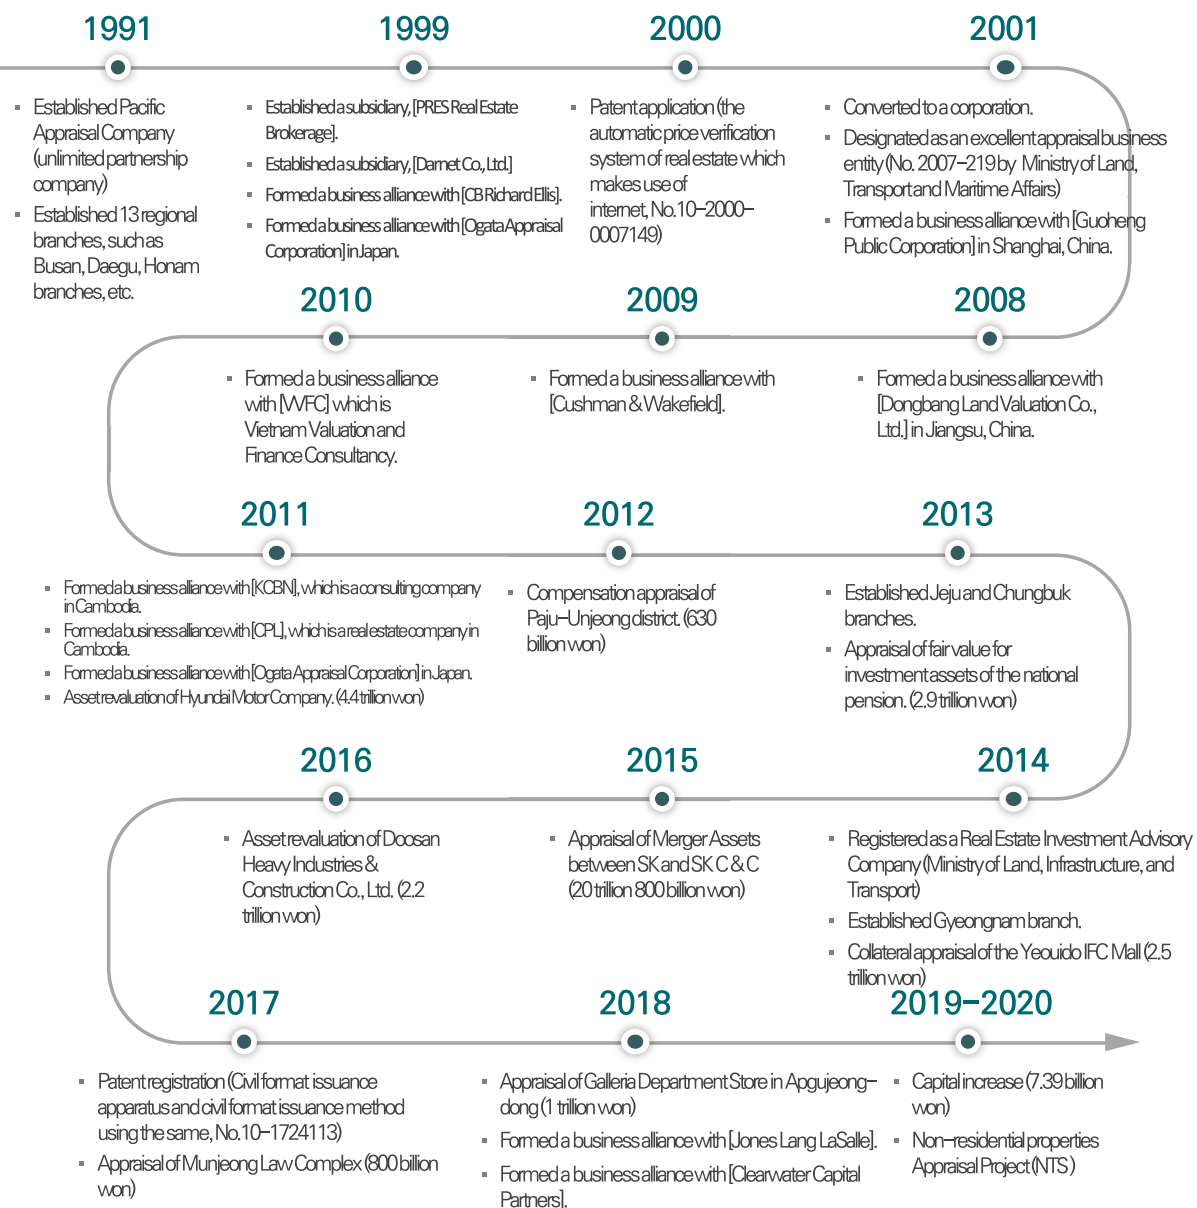 1991
Established Pacific
Appraisal Company
(unlimited partnership
company)
Established 13 regional
branches, such as
Busan, Daegu, Honam
branches, etc.
1999
Established a subsidiary, [PRES Real Estate
Brokerage].
Established a subsidiary, [Darnet Co., Ltd.]
Formed a business alliance with [CB Richard Ellis].
Formed a business alliance with [Ogata Appraisal
Corporation] in Japan.
2000
Patent application (the
automatic price verification
system of real estate which
makes use of
internet, No.10-2000-
0007149)
2001
Converted to a corporation.
Designated as an excellent appraisal business
entity (No. 2007-219 by Ministry of Land,
Transport and Maritime Affairs)
Formed a business alliance with [Guoheng
Public Corporation] in Shanghai, China.
2008
Formed a business alliance with
[Dongbang Land Valuation Co.,
Ltd.] in Jiangsu, China.
2009
Formed a business alliance with
[Cushman & Wakefield].
2010
Formed a business alliance
with [VVFC] which is
Vietnam Valuation and
Finance Consultancy.
2011
Formed a business alliance with [KCBN], which is a consulting company
in Cambodia.
Formed a business alliance with [CPL], which is a real estate company in
Cambodia.
Formed a business alliance with [Ogata Appraisal Corporation] in Japan.
Asset revaluation of Hyundai Motor Company. (4.4 trillion won)
2012
Compensation appraisal of
Paju-Unjeong district. (630
billion won)
2013
Established Jeju and Chungbuk
branches.
Appraisal of fair value for
investment assets of the national
pension. (2.9 trillion won)
2014
Registered as a Real Estate Investment Advisory
Company (Ministry of Land, Infrastructure, and
Transport)
Established Gyeongnam branch.
Collateral appraisal of the Yeouido IFC Mall (2.5
trillion won)
2015
Appraisal of Merger Assets
between SK and SK C & C
(20 trillion 800 billion won)
2016
Asset revaluation of Doosan
Heavy Industries &
Construction Co., Ltd. (2.2
trillion won)
2017
Patent registration (Civil format issuance
apparatus and civil format issuance method
using the same, No.10-1724113)
Appraisal of Munjeong Law Complex (800 billion
won)
2018
Appraisal of Galleria Department Store in Apgujeong-
dong (1 trillion won)
Formed a business alliance with [Jones Lang LaSalle].
Formed a business alliance with [Clearwater Capital
Partners].
2019-2020
Capital increase (7.39 billion
won)
Non-residential properties
Appraisal Project (NTS )